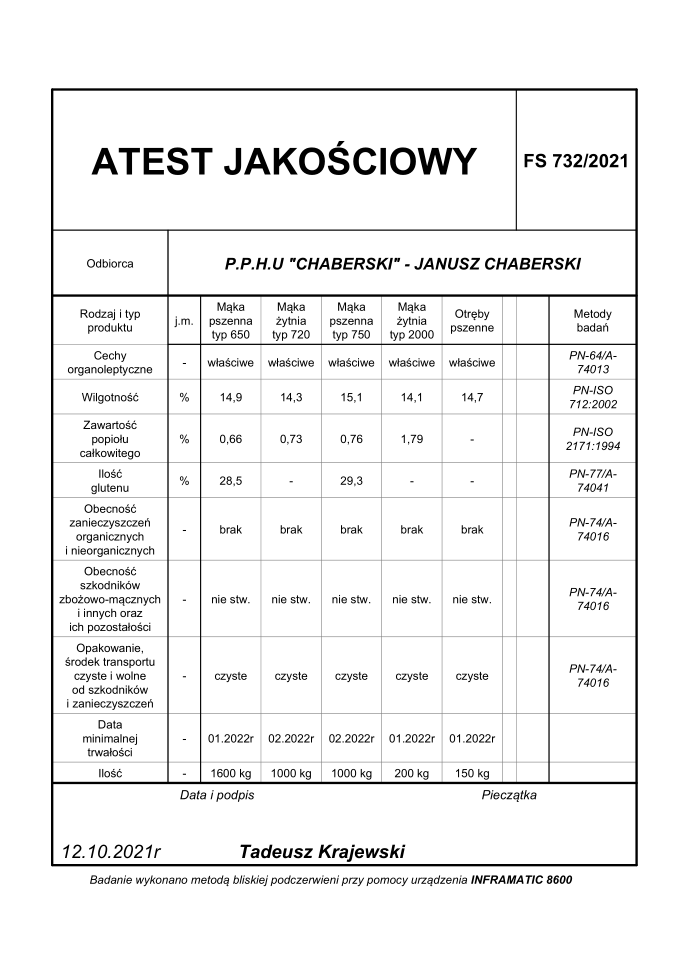 ATEST JAKOŚCIOWY
FS 732/2021
Odbiorca
P.P.H.U "CHABERSKI" - JANUSZ CHABERSKI
Rodzaj i typ
produktu
j.m.
Mąka
pszenna
typ 650
Mąka
żytnia
typ 720
Mąka
pszenna
typ 750
Mąka
żytnia
typ 2000
Otręby
pszenne
Metody
badań
Cechy
organoleptyczne
-
właściwe
właściwe
właściwe
właściwe
właściwe
PN-64/A-
74013
Wilgotność
%
14,9
14,3
15,1
14,1
14,7
PN-ISO
712:2002
Zawartość
popiołu
całkowitego
%
0,66
0,73
0,76
1,79
-
PN-ISO
2171:1994
Ilość
glutenu
%
28,5
-
29,3
-
-
PN-77/A-
74041
Obecność
zanieczyszczeń
organicznych
i nieorganicznych
-
brak
brak
brak
brak
brak
PN-74/A-
74016
Obecność
szkodników
zbożowo-mącznych
i innych oraz
ich pozostałości
-
nie stw.
nie stw.
nie stw.
nie stw.
nie stw.
PN-74/A-
74016
Opakowanie,
środek transportu
czyste i wolne
od szkodników
i zanieczyszczeń
-
czyste
czyste
czyste
czyste
czyste
PN-74/A-
74016
Data
minimalnej
trwałości
-
01.2022r
02.2022r
02.2022r
01.2022r
01.2022r
Ilość
-
1600 kg
1000 kg
1000 kg
200 kg
150 kg
Data i podpis
Pieczątka
12.10.2021r
Tadeusz Krajewski
Badanie wykonano metodą bliskiej podczerwieni przy pomocy urządzenia INFRAMATIC 8600